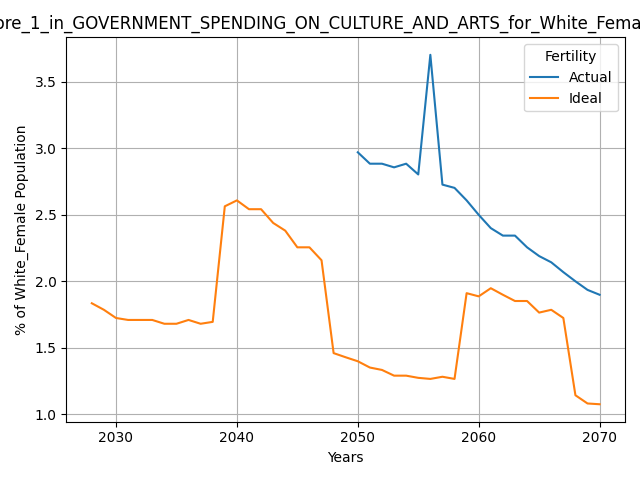 ore_1_in_GOVERNMENT_SPENDING_ON_CULTURE_AND_ARTS_for_White_Fema
Fertility
Actual
Ideal
% of White_Female Population
3.5
3.0
2.5
2.0
1.5
1.0
2030 2040 2050 2060 2070
Years